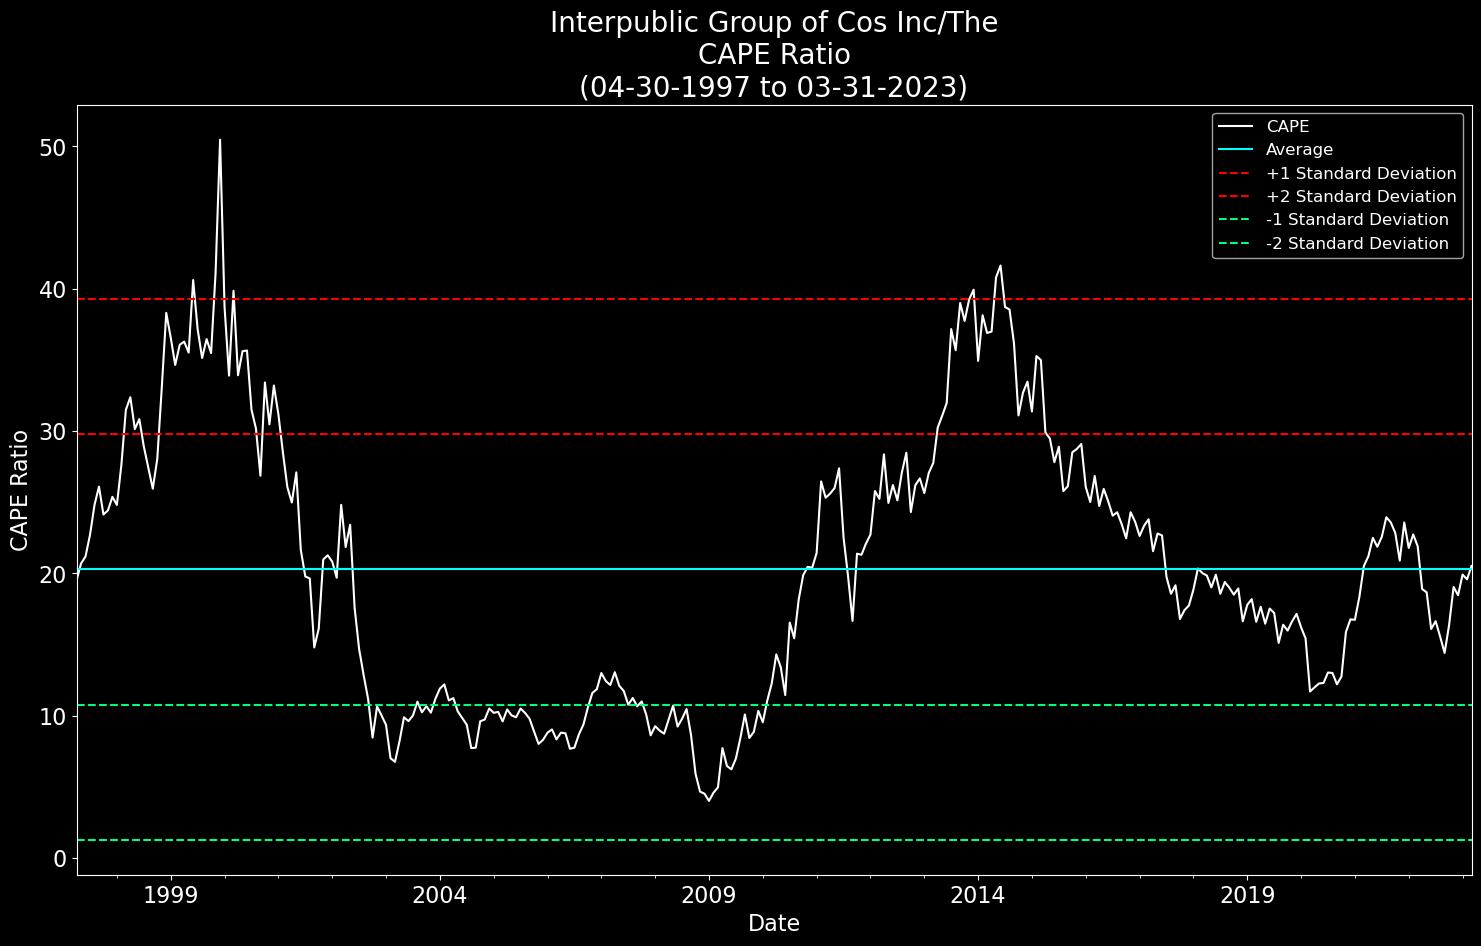 Interpublic Group of Cos Inc/The
CAPE Ratio
(04-30-1997 to 03-31-2023)
CAPE
Average
+1 Standard Deviation
+2 Standard Deviation
-1 Standard Deviation
-2 Standard Deviation
CAPE Ratio
50
40
30
20
10
0
1999 2004 2009 2014 2019
Date